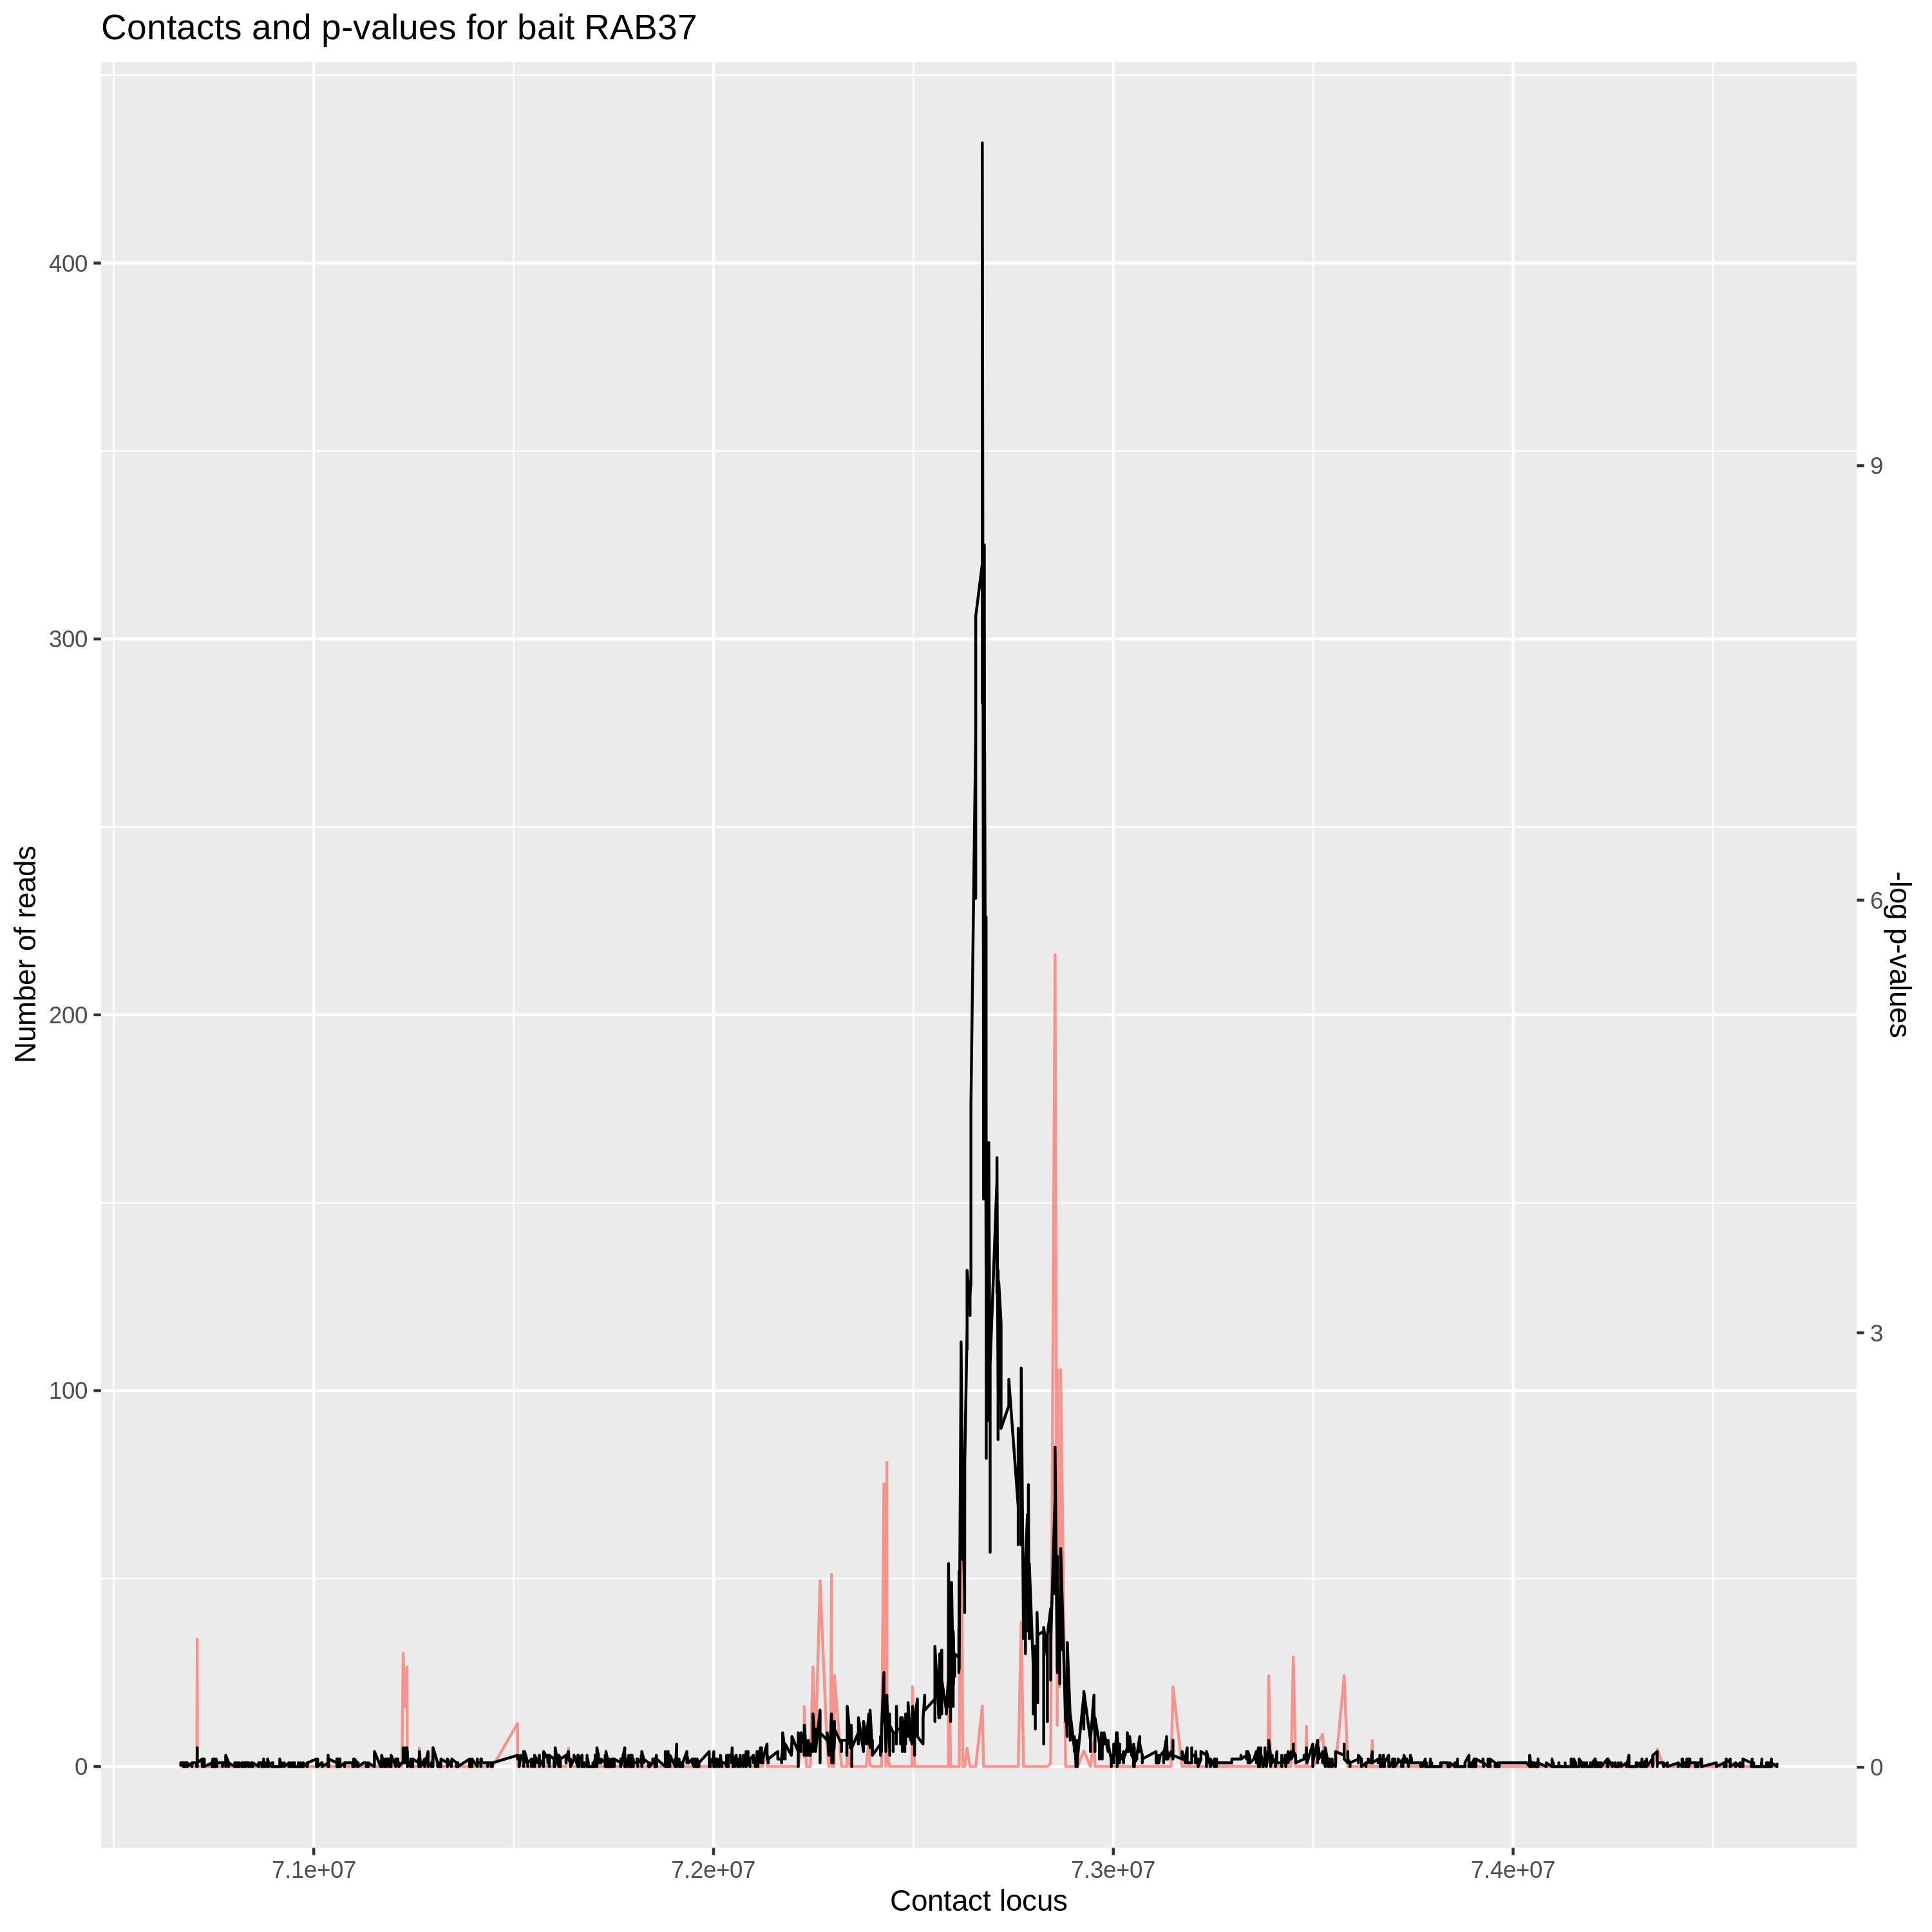 Contacts and p-values for bait RAB37
400
300
200
100
0
Number of reads
9
6
3
0
-log p-values
7.1e+07
7.2e+07
7.3e+07
7.4e+07
Contact locus